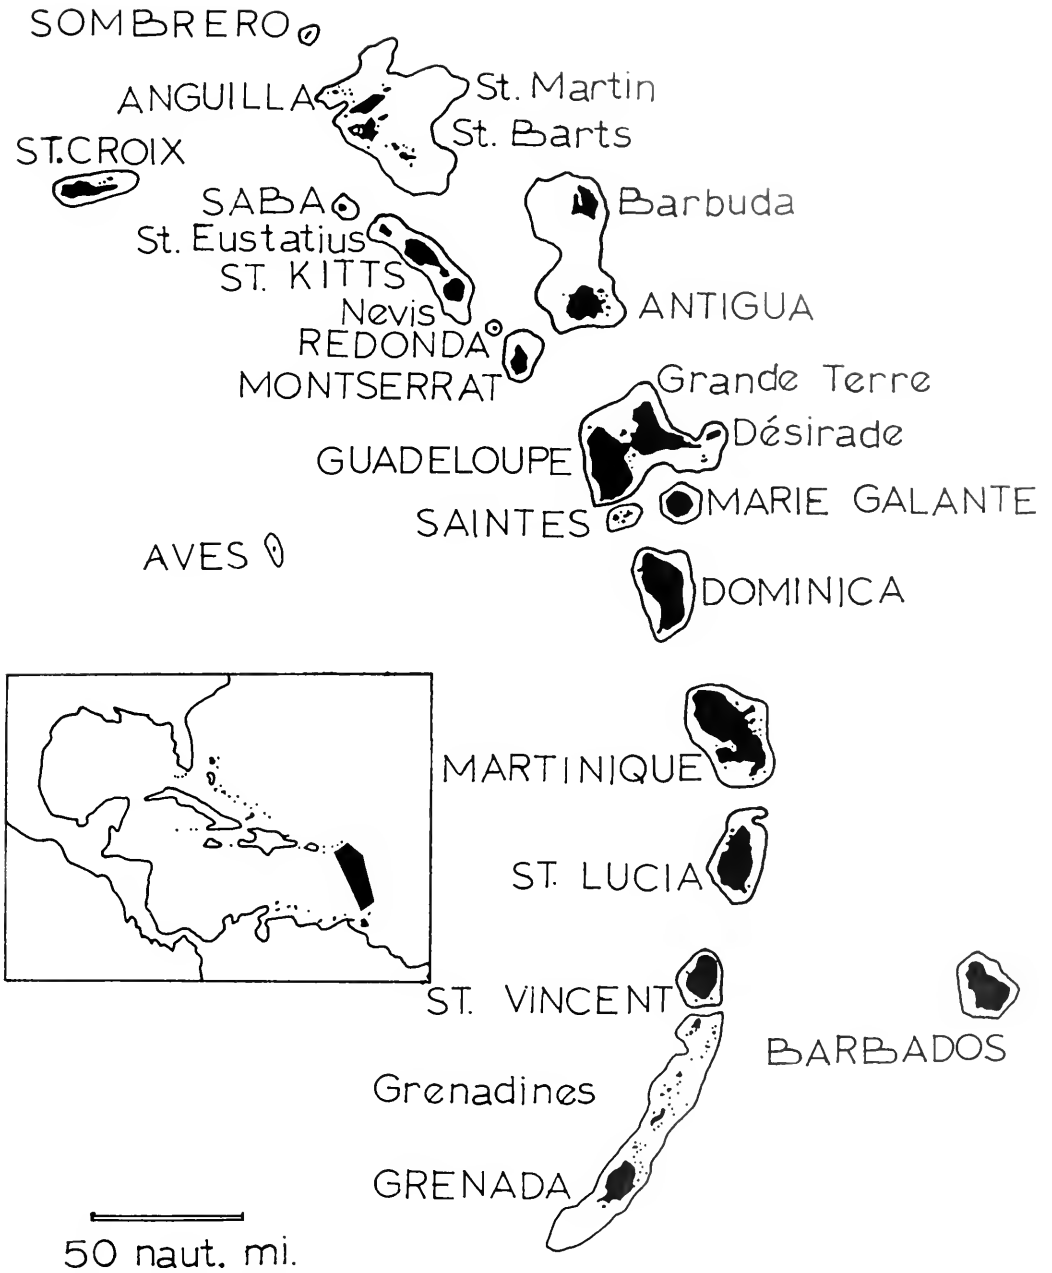 SOMBRERO
ANGUILLA
St. Martin
St. Barts
ST.CROIX
SABA
Barbuda
St. Eustatius
ST. KITTS
Nevis
ANTIGUA
REDONDA
MONTSERRAT
Grande Terre
Désirade
GUADELOUPE
MARIE GALANTE
SAINTES
AVES
DOMINICA
MARTINIQUE
ST. LUCIA
ST. VINCENT
BARBADOS
Grenadines
GRENADA
50 naut. mi.